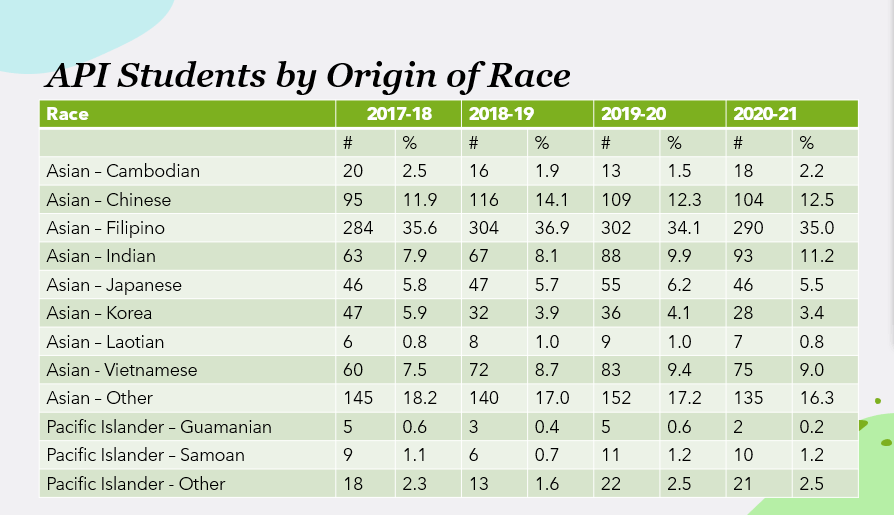 API Students by Origin of Race
Race 2017-18 2018-19 2019-20 2020-21
# % # % # % # %
Asian – Cambodian 20 2.5 16 1.9 13 1.5 18 2.2
Asian – Chinese 95 11.9 116 14.1 109 12.3 104 12.5
Asian – Filipino 284 35.6 304 36.9 302 34.1 290 35.0
Asian – Indian 63 7.9 67 8.1 88 9.9 93 11.2
Asian – Japanese 46 5.8 47 5.7 55 6.2 46 5.5
Asian – Korea 47 5.9 32 3.9 36 4.1 28 3.4
Asian – Laotian 6 0.8 8 1.0 9 1.0 7 0.8
Asian - Vietnamese 60 7.5 72 8.7 83 9.4 75 9.0
Asian – Other 145 18.2 140 17.0 152 17.2 135 16.3
Pacific Islander – Guamanian 5 0.6 3 0.4 5 0.6 2 0.2
Pacific Islander – Samoan 9 1.1 6 0.7 11 1.2 10 1.2
Pacific Islander - Other 18 2.3 13 1.6 22 2.5 21 2.5